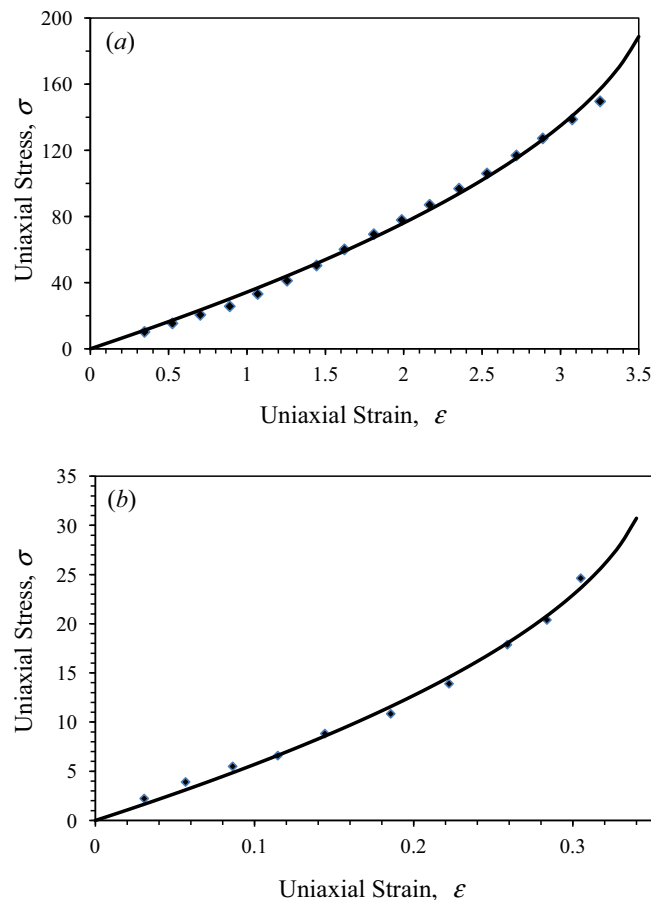 200
(a)
160
120
80
40
0
Uniaxial Stress, σ
0 0.5 1 1.5 2 2.5 3 3.5
Uniaxial Strain, ε
35
(b)
30
25
20
15
10
5
0
Uniaxial Stress, σ
0 0.1 0.2 0.3
Uniaxial Strain, ε